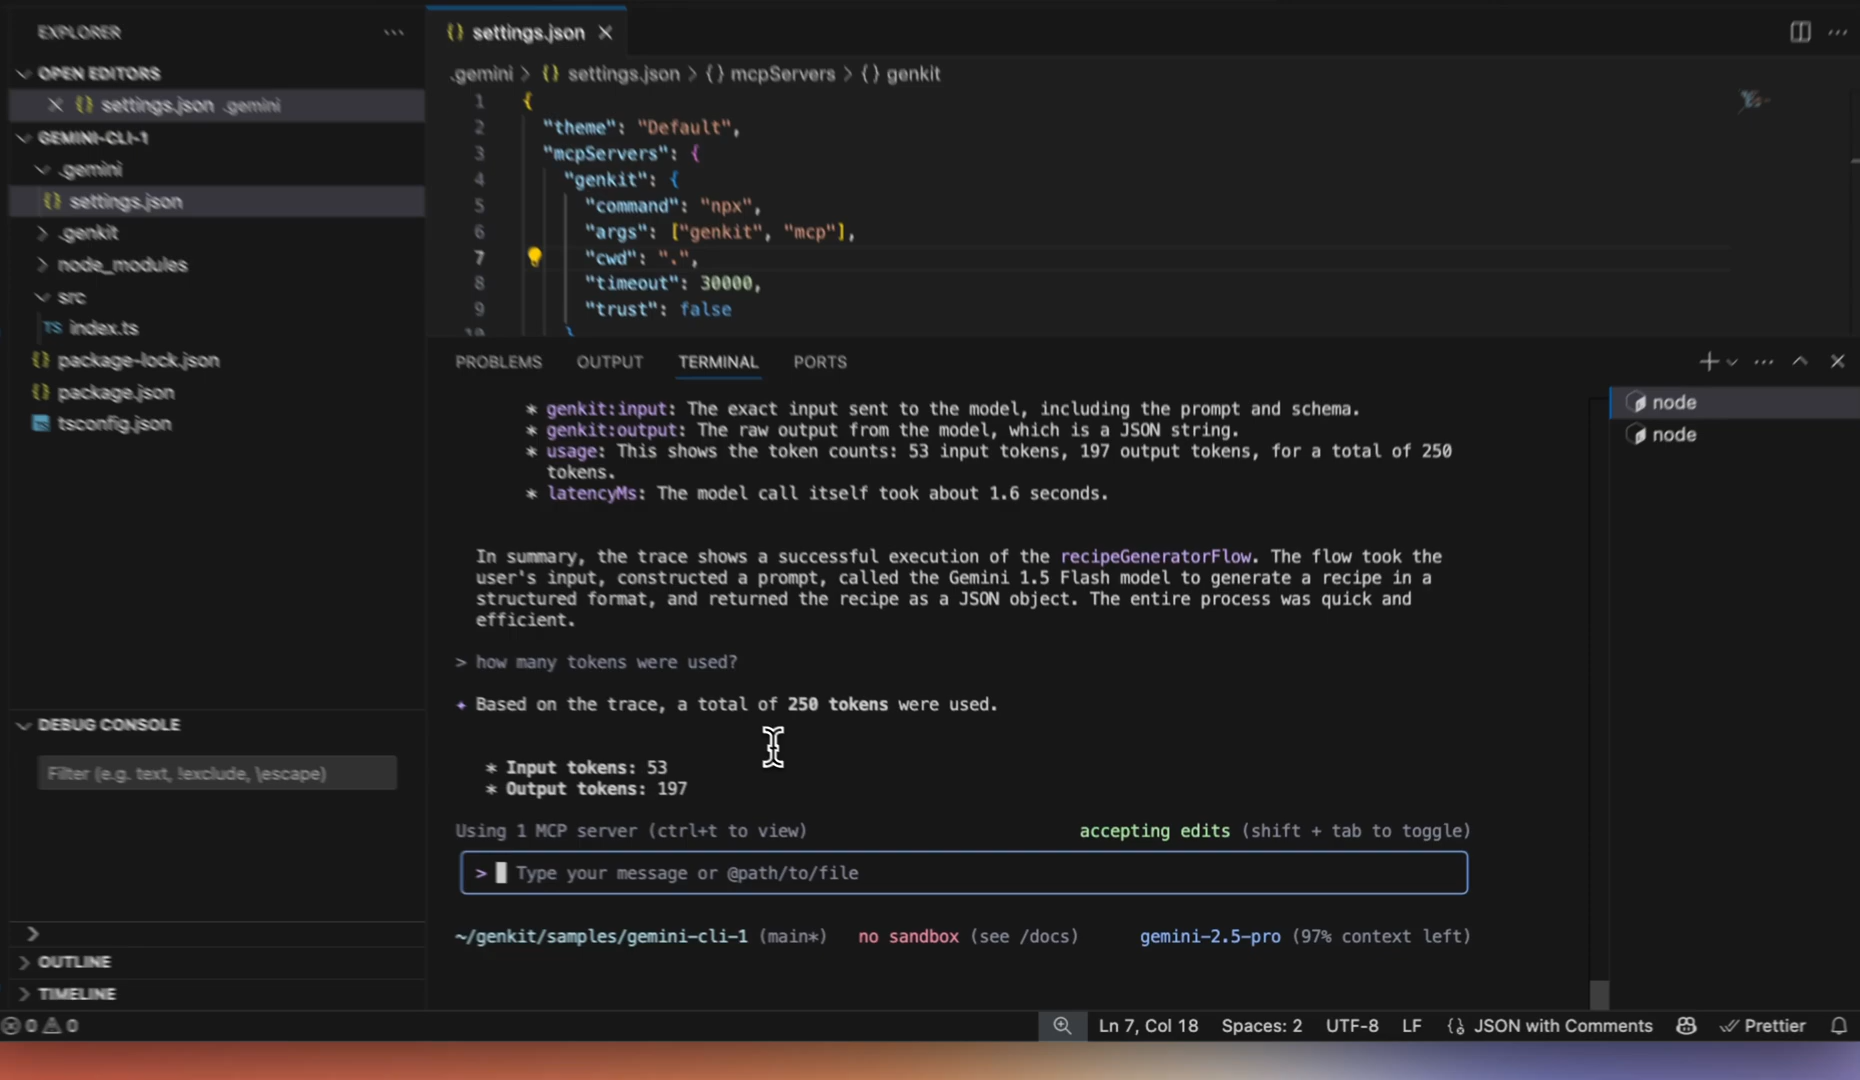 EXPLORER
OPEN EDITORS
settings.json .gemini
GEMINI-CLI-1
.gemini
settings.json
.genkit
node_modules
src
TS index.ts
package-lock.json
package.json
tsconfig.json
DEBUG CONSOLE
Filter (e.g. text, !exclude, \escape)
OUTLINE
TIMELINE
{} settings.json
.gemini > {} settings.json > {} mcpServers > {} genkit
1 {
2 "theme": "Default",
3 "mcpServers": {
4 "genkit": {
5 "command": "npx",
6 "args": ["genkit", "mcp"],
7 "cwd": ".",
8 "timeout": 30000,
9 "trust": false
10 }
PROBLEMS OUTPUT TERMINAL PORTS
* genkit:input: The exact input sent to the model, including the prompt and schema.
* genkit:output: The raw output from the model, which is a JSON string.
* usage: This shows the token counts: 53 input tokens, 197 output tokens, for a total of 250
tokens.
* latencyMs: The model call itself took about 1.6 seconds.
In summary, the trace shows a successful execution of the recipeGeneratorFlow. The flow took the
user's input, constructed a prompt, called the Gemini 1.5 Flash model to generate a recipe in a
structured format, and returned the recipe as a JSON object. The entire process was quick and
efficient.
> how many tokens were used?
✦ Based on the trace, a total of 250 tokens were used.
* Input tokens: 53
* Output tokens: 197
Using 1 MCP server (ctrl+t to view) accepting edits (shift + tab to toggle)
> Type your message or @path/to/file
~/genkit/samples/gemini-cli-1 (main*) no sandbox (see /docs) gemini-2.5-pro (97% context left)
node
node
0 0
Ln 7, Col 18 Spaces: 2 UTF-8 LF {} JSON with Comments Prettier